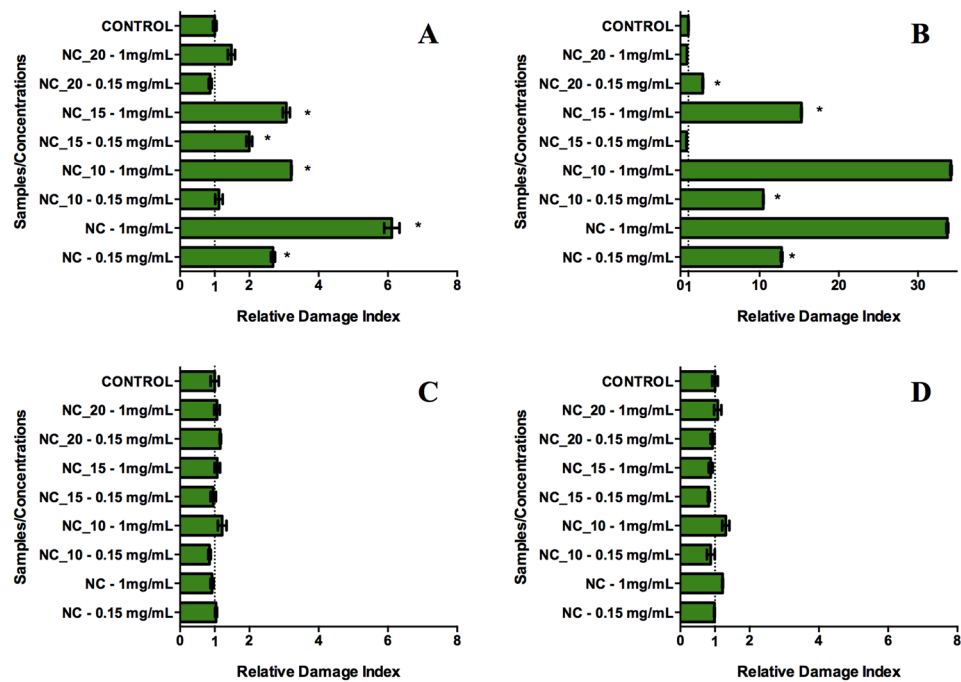 A
Samples/Concentrations
CONTROL
NC_20 - 1mg/mL
NC_20 - 0.15 mg/mL
NC_15 - 1mg/mL *
NC_15 - 0.15 mg/mL *
NC_10 - 1mg/mL *
NC_10 - 0.15 mg/mL
NC - 1mg/mL *
NC - 0.15 mg/mL *
0 1 2 4 6 8
Relative Damage Index
B
Samples/Concentrations
CONTROL
NC_20 - 1mg/mL
NC_20 - 0.15 mg/mL *
NC_15 - 1mg/mL *
NC_15 - 0.15 mg/mL
NC_10 - 1mg/mL
NC_10 - 0.15 mg/mL *
NC - 1mg/mL
NC - 0.15 mg/mL *
0 1 10 20 30
Relative Damage Index
C
Samples/Concentrations
CONTROL
NC_20 - 1mg/mL
NC_20 - 0.15 mg/mL
NC_15 - 1mg/mL
NC_15 - 0.15 mg/mL
NC_10 - 1mg/mL
NC_10 - 0.15 mg/mL
NC - 1mg/mL
NC - 0.15 mg/mL
0 1 2 4 6 8
Relative Damage Index
D
Samples/Concentrations
CONTROL
NC_20 - 1mg/mL
NC_20 - 0.15 mg/mL
NC_15 - 1mg/mL
NC_15 - 0.15 mg/mL
NC_10 - 1mg/mL
NC_10 - 0.15 mg/mL
NC - 1mg/mL
NC - 0.15 mg/mL
0 1 2 4 6 8
Relative Damage Index